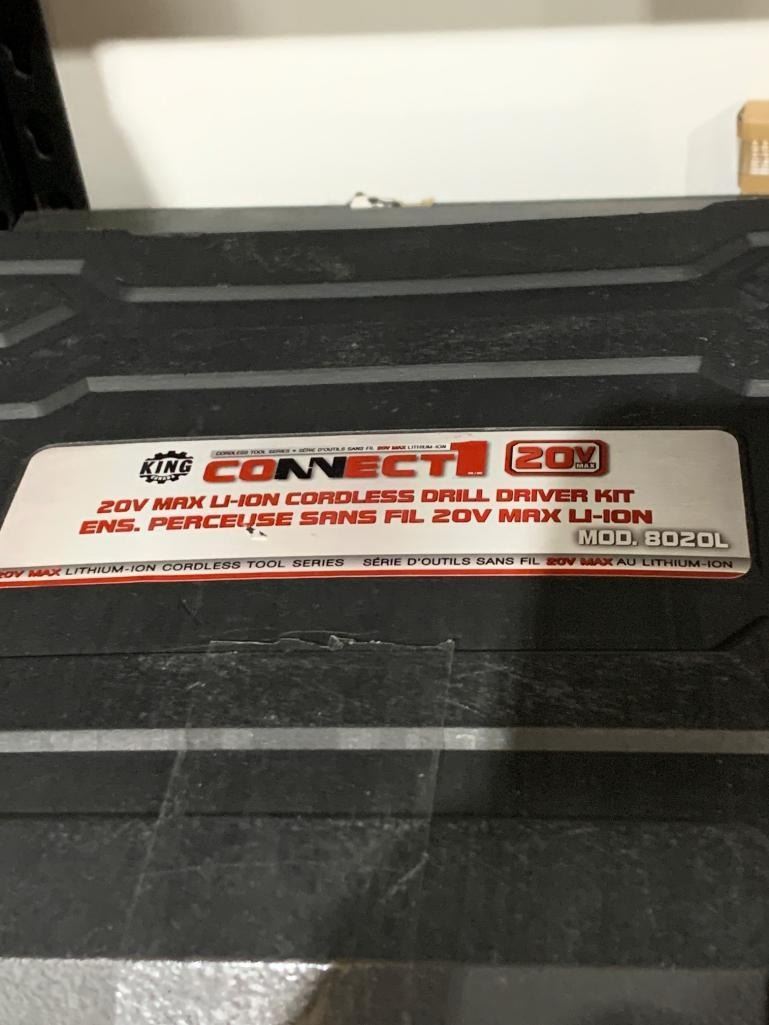 CORDLESS TOOL SERIES • SÉRIE D'OUTILS SANS FIL 20V MAX LITHIUM-ION
KING
CONNECT1
20V MAX
20V MAX LI-ION CORDLESS DRILL DRIVER KIT
ENS. PERCEUSE SANS FIL 20V MAX LI-ION
MOD. 8020L
20V MAX LITHIUM-ION CORDLESS TOOL SERIES SÉRIE D'OUTILS SANS FIL 20V MAX AU LITHIUM-ION